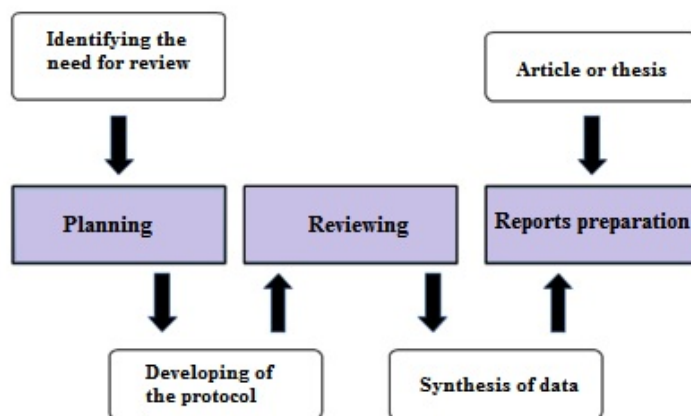 Identifying the
need for review
Article or thesis
Planning
Reviewing
Reports preparation
Developing of
the protocol
Synthesis of data